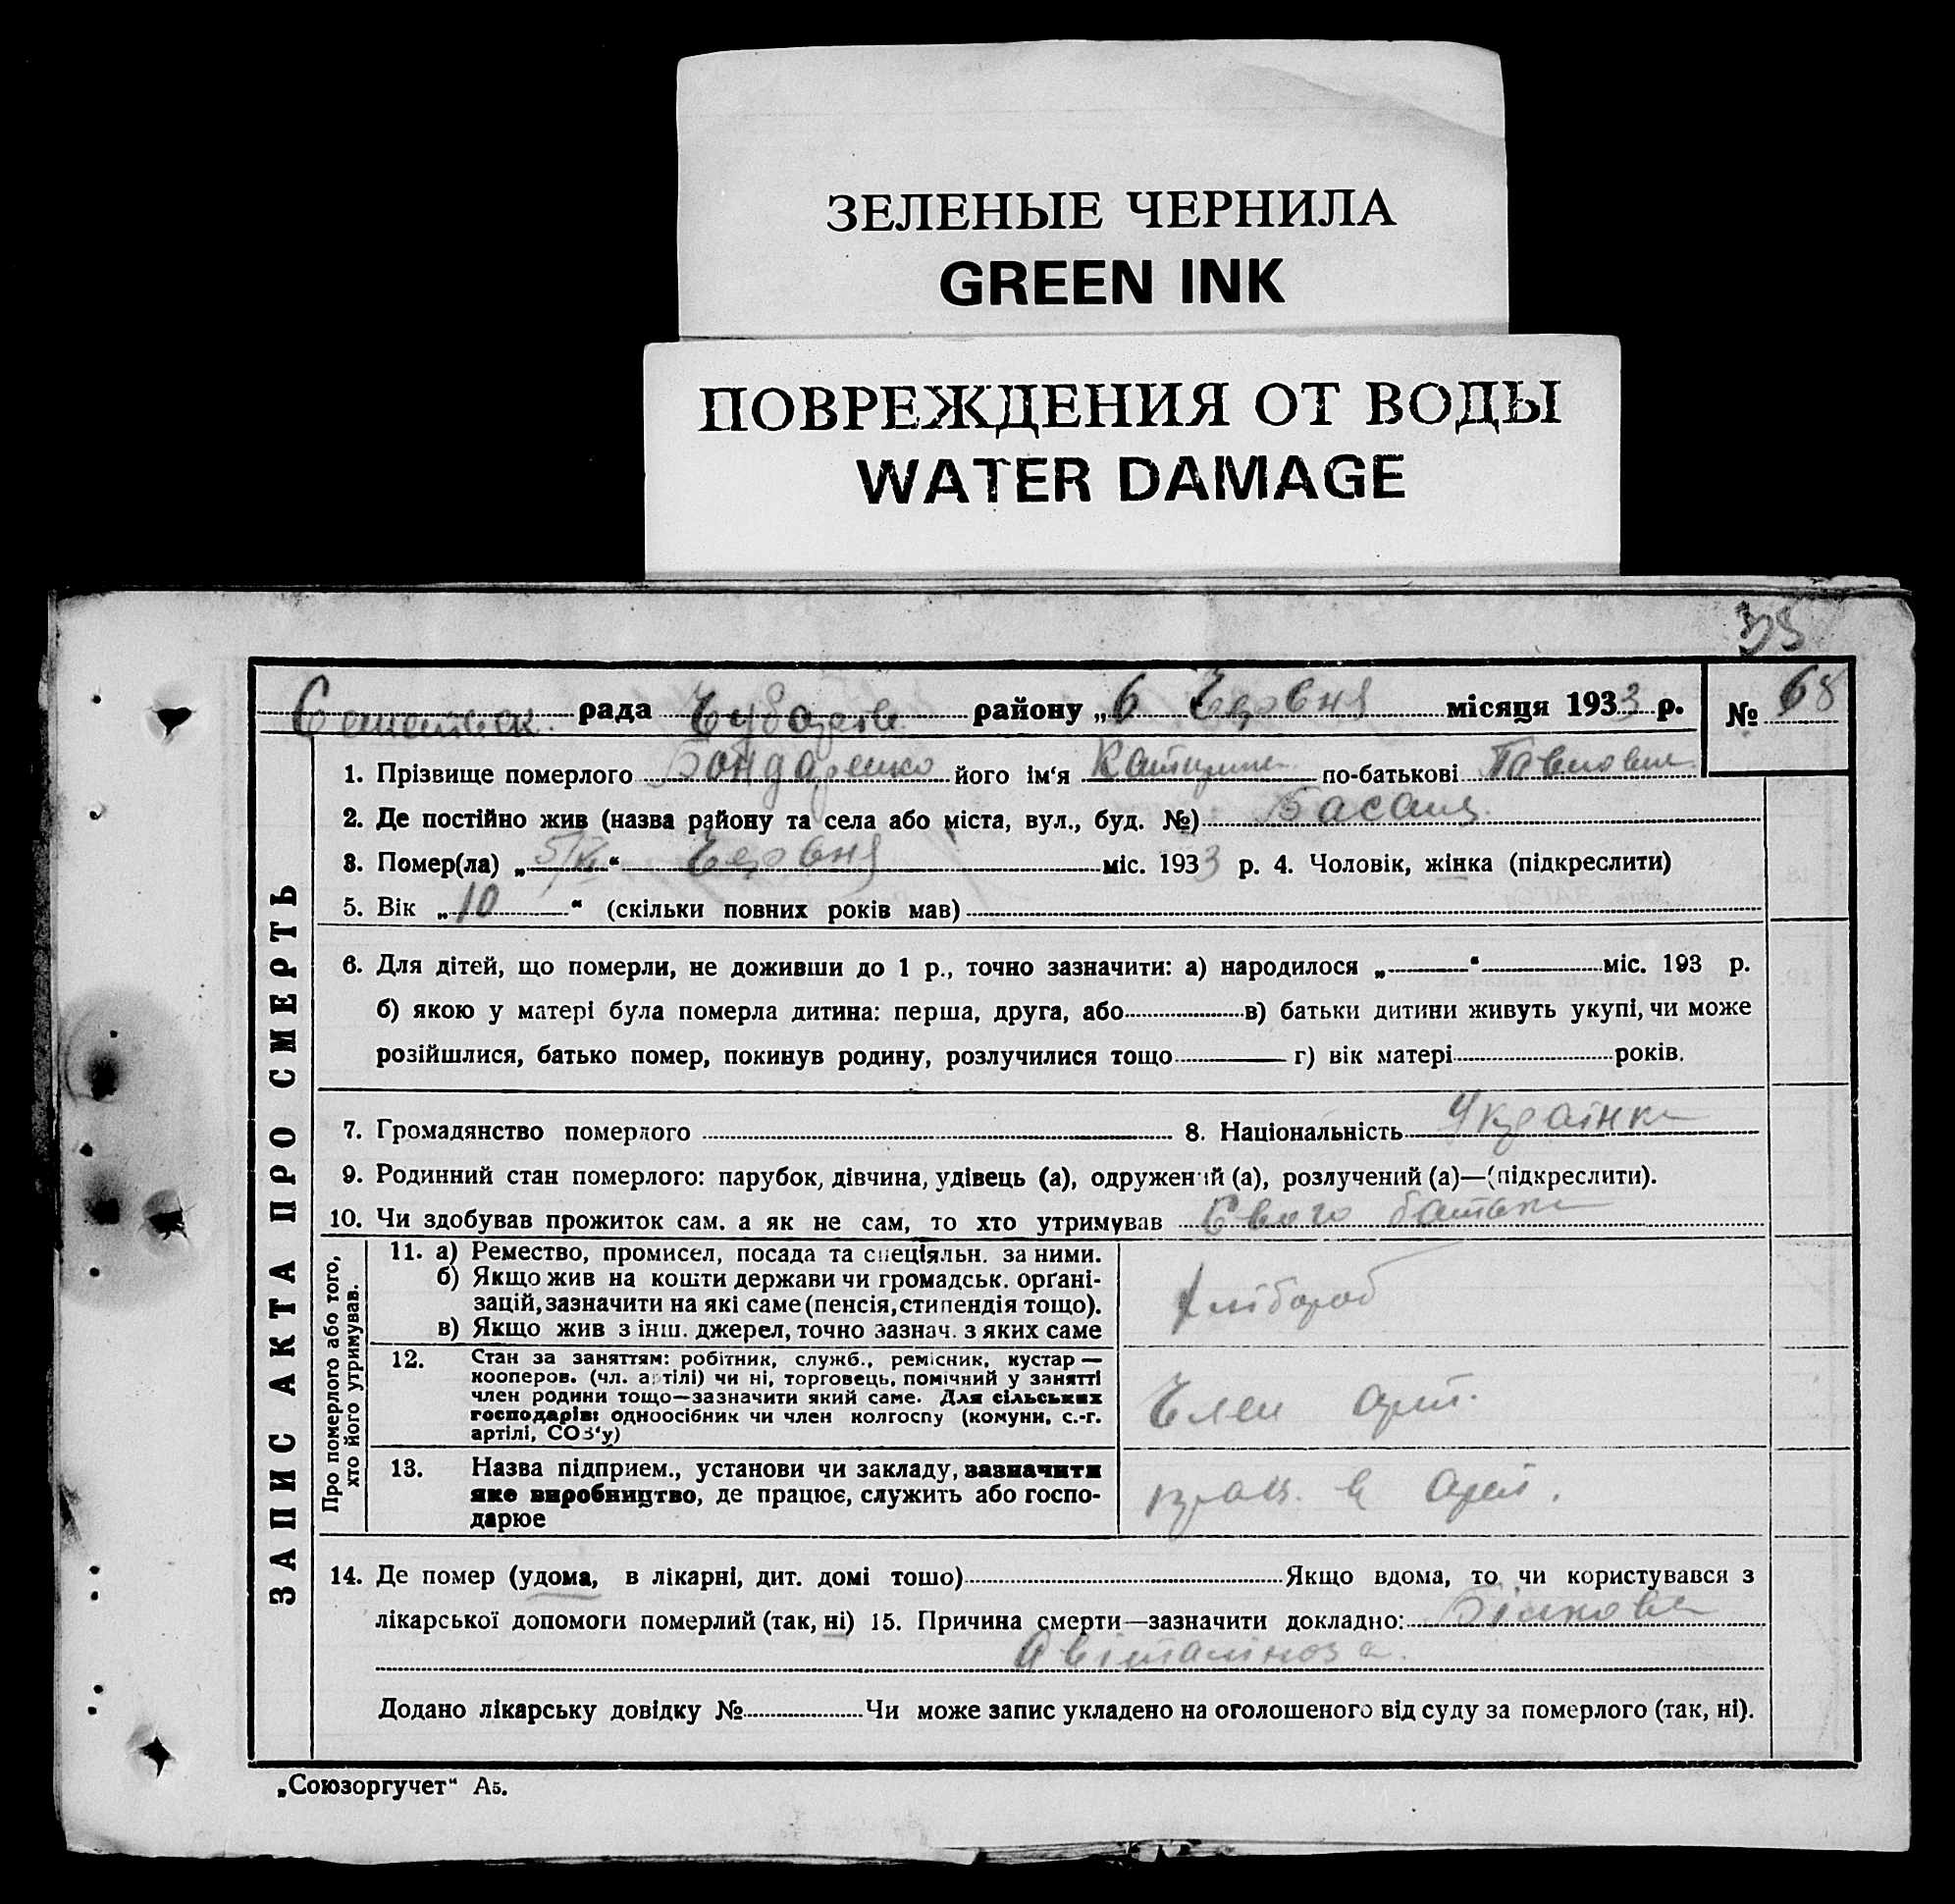 ЗЕЛЕНЫЕ ЧЕРНИЛА
GREEN INK
ПОВРЕЖДЕНИЯ ОТ ВОДЫ
WATER DAMAGE
рада району „6 Червня місяця 1933 р. № 68
ЗАПИС АКТА ПРО СМЕРТЬ
1. Прізвище померлого Бондаренко його ім‘я Катерина по-батькові
2. Де постійно жив (назва району та села або міста, вул., буд. №) Басань
3. Помер(ла) „5/VI“ Червня міс. 1933 р. 4. Чоловік, жінка (підкреслити)
5. Вік „10“ (скільки повних років мав)
6. Для дітей, що померли, не доживши до 1 р., точно зазначити: а) народилося „ “ міс. 193 р.
б) якою у матері була померла дитина: перша, друга, або в) батьки дитини живуть укупі, чи може
розійшлися, батько помер, покинув родину, розлучилися тощо г) вік матері років.
7. Громадянство померлого 8. Національність Українка
9. Родинний стан померлого: парубок, дівчина, удівець (а), одружений (а), розлучений (а)—(підкреслити).
10. Чи здобував прожиток сам, а як не сам, то хто утримував Свого батька
Про померлого або того,
хто його утримував.
11. а) Ремество, промисел, посада та спеціяльн. за ними.
б) Якщо жив на кошти держави чи громадськ. орґані-
зацій, зазначити на які саме (пенсія, стипендія тощо).
в) Якщо жив з інш. джерел, точно зазнач. з яких саме
Хлібороб
12. Стан за заняттям: робітник, служб., ремісник, кустар —
кооперов. (чл. артілі) чи ні, торговець, помічний у занятті
член родини тощо—зазначити який саме. Для сільських
господарів: одноосібник чи член колгоспу (комуни, с.-г.
артілі, СОЗ‘у)
Член арт.
13. Назва підприєм., установи чи закладу, зазначити
яке виробництво, де працює, служить або госпо-
дарює
прац. в арт.
14. Де помер (удома, в лікарні, дит. домі тошо) Якщо вдома, то чи користувався з
лікарської допомоги померлий (так, ні) 15. Причина смерти—зазначити докладно: Білкова
Авітаміноза.
Додано лікарську довідку № Чи може запис укладено на оголошеного від суду за померлого (так, ні).
„Союзоргучет“ А5.